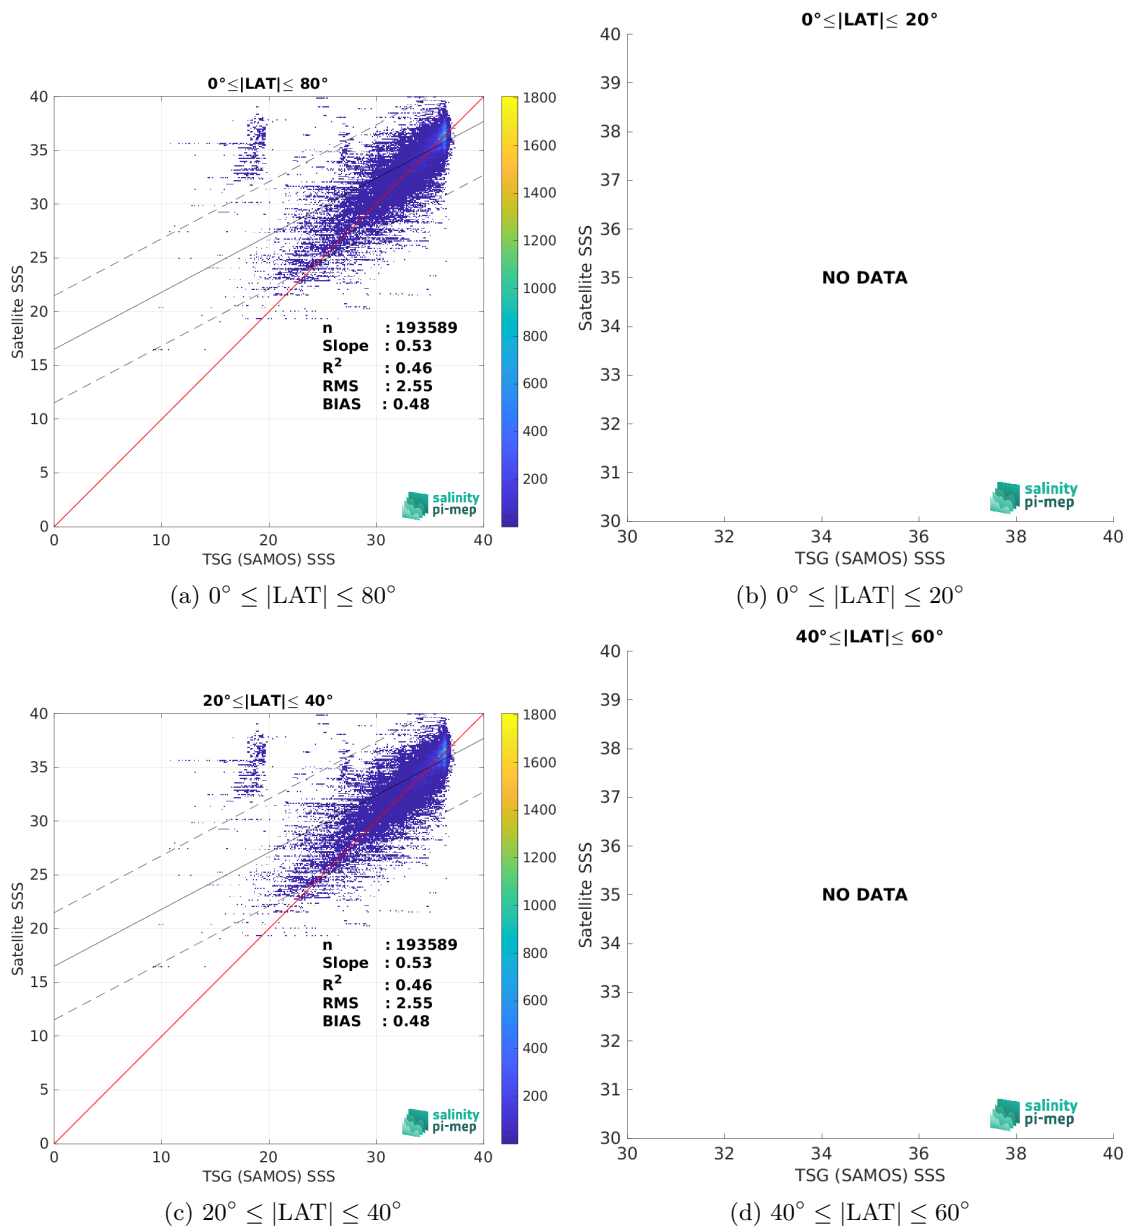 0°≤|LAT|≤ 80°
40
35
30
25
20
15
10
5
0
0
10
20
30
40
Satellite SSS
TSG (SAMOS) SSS
n : 193589
Slope : 0.53
R² : 0.46
RMS : 2.55
BIAS : 0.48
salinity
pi-mep
1800
1600
1400
1200
1000
800
600
400
200
(a) 0° ≤ |LAT| ≤ 80°
0°≤|LAT|≤ 20°
40
39
38
37
36
35
34
33
32
31
30
30
32
34
36
38
40
Satellite SSS
TSG (SAMOS) SSS
NO DATA
salinity
pi-mep
(b) 0° ≤ |LAT| ≤ 20°
20°≤|LAT|≤ 40°
40
35
30
25
20
15
10
5
0
0
10
20
30
40
Satellite SSS
TSG (SAMOS) SSS
n : 193589
Slope : 0.53
R² : 0.46
RMS : 2.55
BIAS : 0.48
salinity
pi-mep
1800
1600
1400
1200
1000
800
600
400
200
(c) 20° ≤ |LAT| ≤ 40°
40°≤|LAT|≤ 60°
40
39
38
37
36
35
34
33
32
31
30
30
32
34
36
38
40
Satellite SSS
TSG (SAMOS) SSS
NO DATA
salinity
pi-mep
(d) 40° ≤ |LAT| ≤ 60°